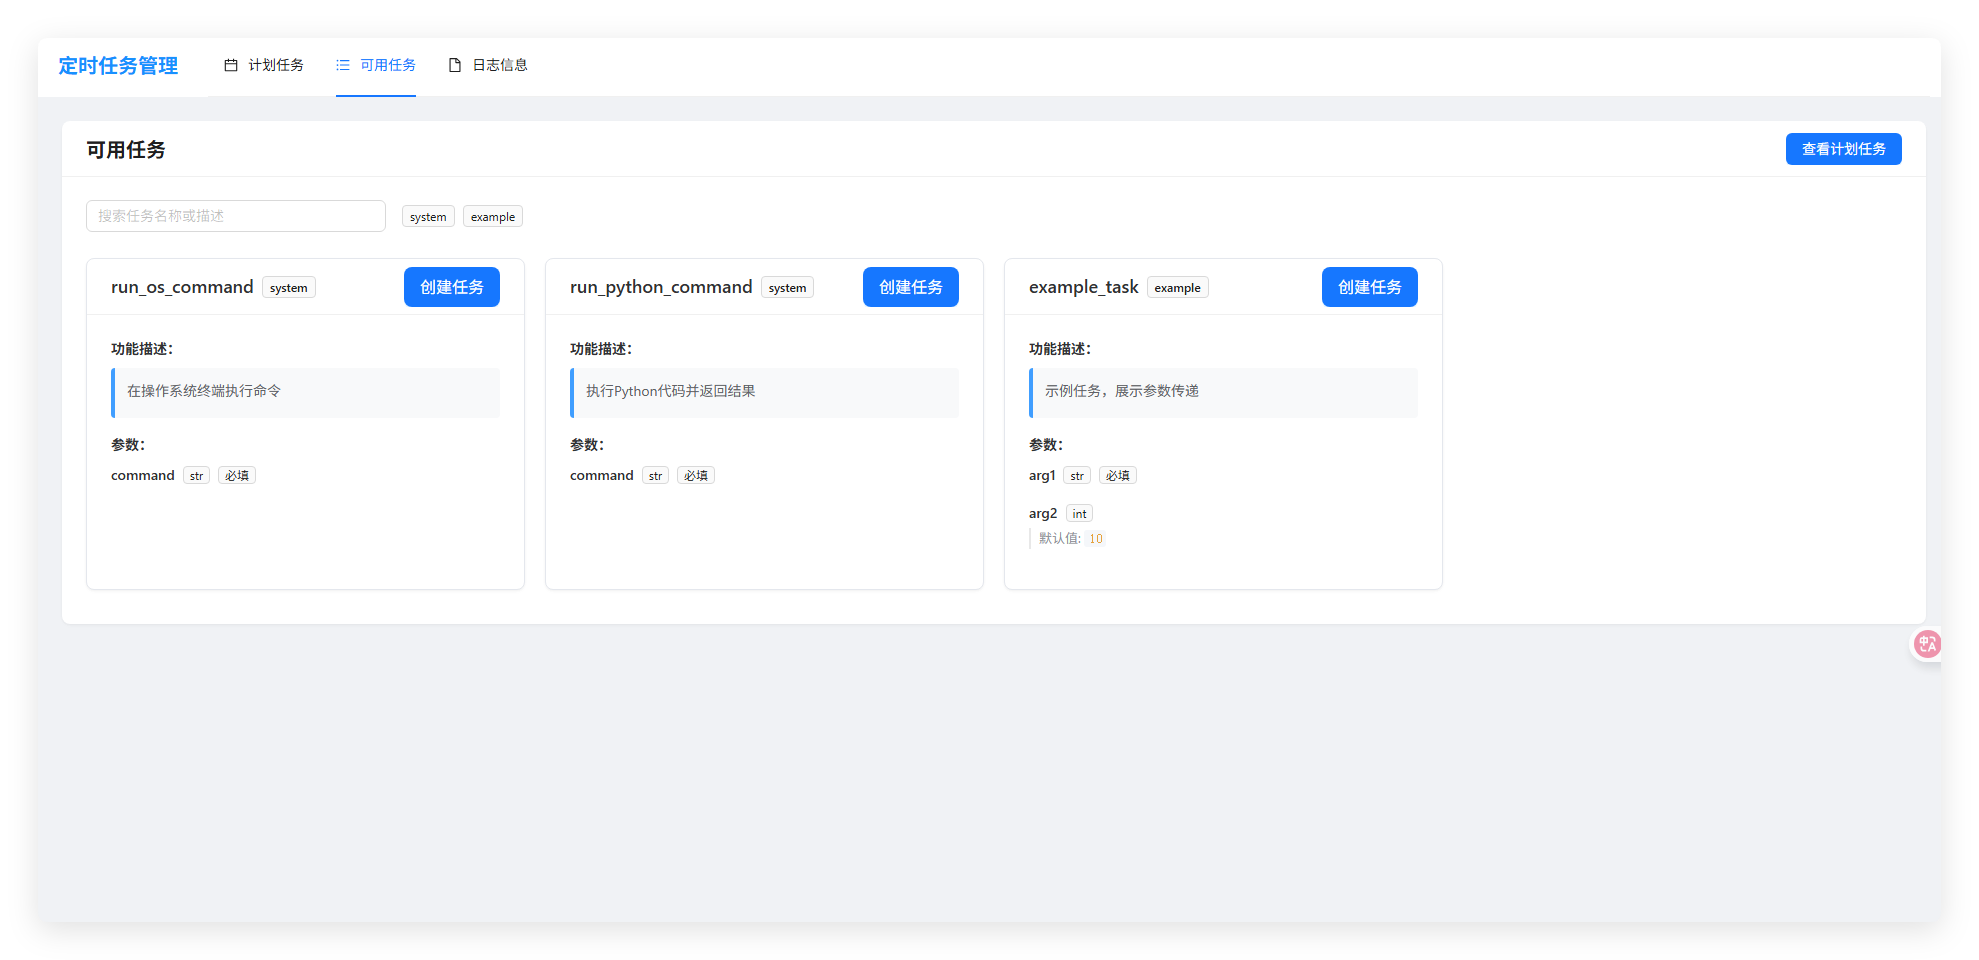 定时任务管理 计划任务 可用任务 日志信息
可用任务 查看计划任务
搜索任务名称或描述 system example
run_os_command system 创建任务
功能描述：
在操作系统终端执行命令
参数：
command str 必填
run_python_command system 创建任务
功能描述：
执行Python代码并返回结果
参数：
command str 必填
example_task example 创建任务
功能描述：
示例任务，展示参数传递
参数：
arg1 str 必填
arg2 int
默认值: 10
中 A